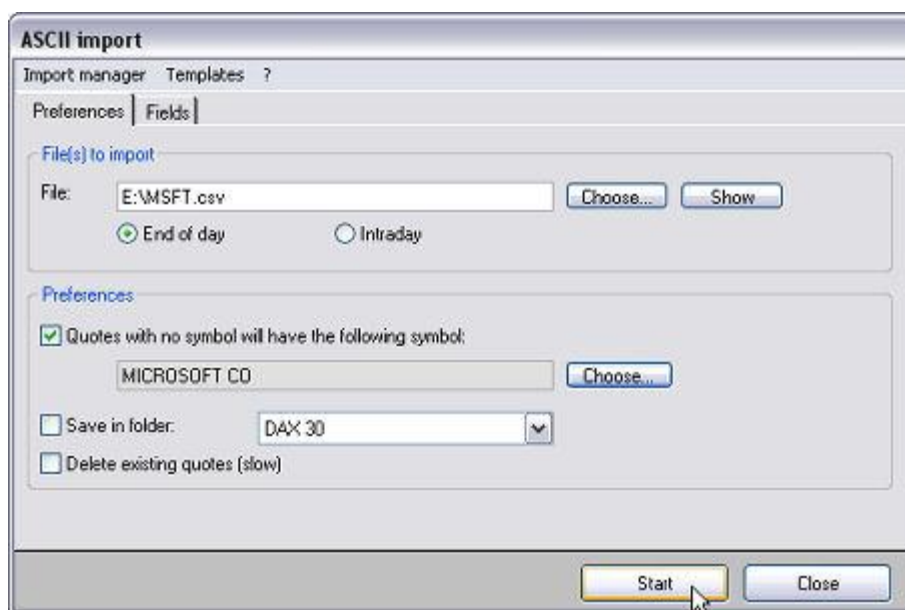 ASCII import
Import manager Templates ?
Preferences Fields
File(s) to import
File: E:\MSFT.csv Choose... Show
End of day Intraday
Preferences
Quotes with no symbol will have the following symbol:
MICROSOFT CO Choose...
Save in folder: DAX 30
Delete existing quotes (slow)
Start Close